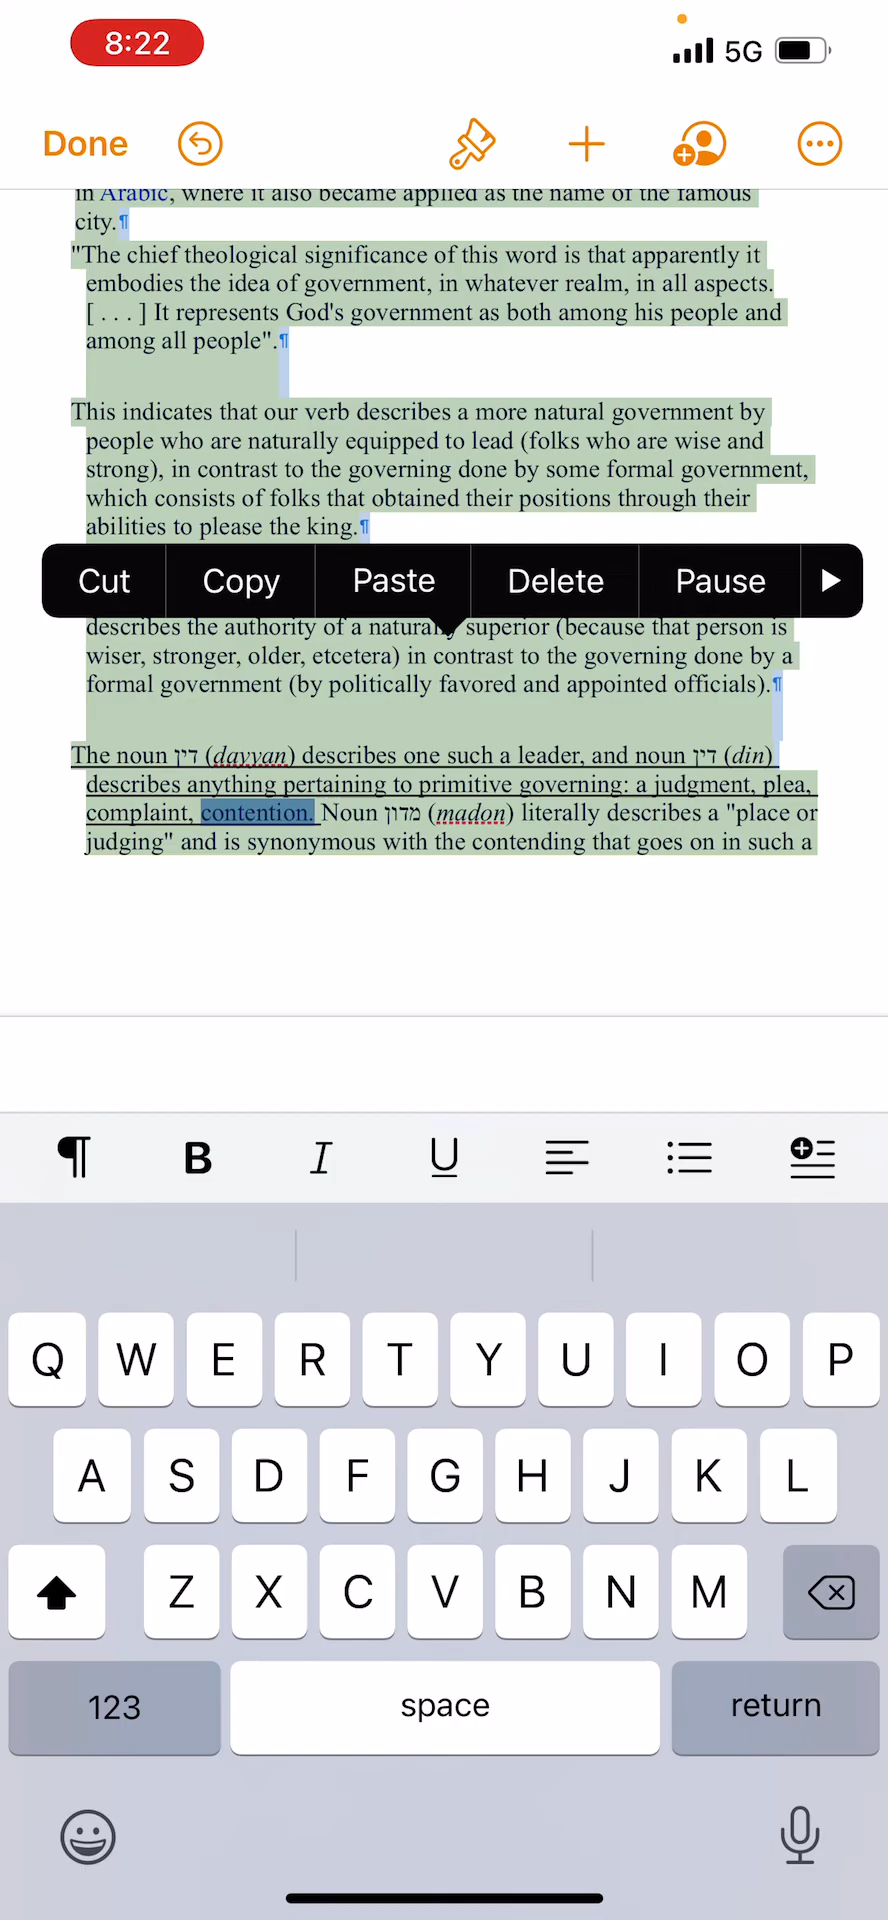 8:22
5G
Done
in Arabic, where it also became applied as the name of the famous
city.¶
"The chief theological significance of this word is that apparently it
embodies the idea of government, in whatever realm, in all aspects.
[ . . . ] It represents God's government as both among his people and
among all people".¶
This indicates that our verb describes a more natural government by
people who are naturally equipped to lead (folks who are wise and
strong), in contrast to the governing done by some formal government,
which consists of folks that obtained their positions through their
abilities to please the king.¶
Cut Copy Paste Delete Pause
describes the authority of a naturally superior (because that person is
wiser, stronger, older, etcetera) in contrast to the governing done by a
formal government (by politically favored and appointed officials).¶
The noun דין (dayyan) describes one such a leader, and noun דין (din)
describes anything pertaining to primitive governing: a judgment, plea,
complaint, contention. Noun מדון (madon) literally describes a "place or
judging" and is synonymous with the contending that goes on in such a
¶ B I U
Q W E R T Y U I O P
A S D F G H J K L
Z X C V B N M
123 space return